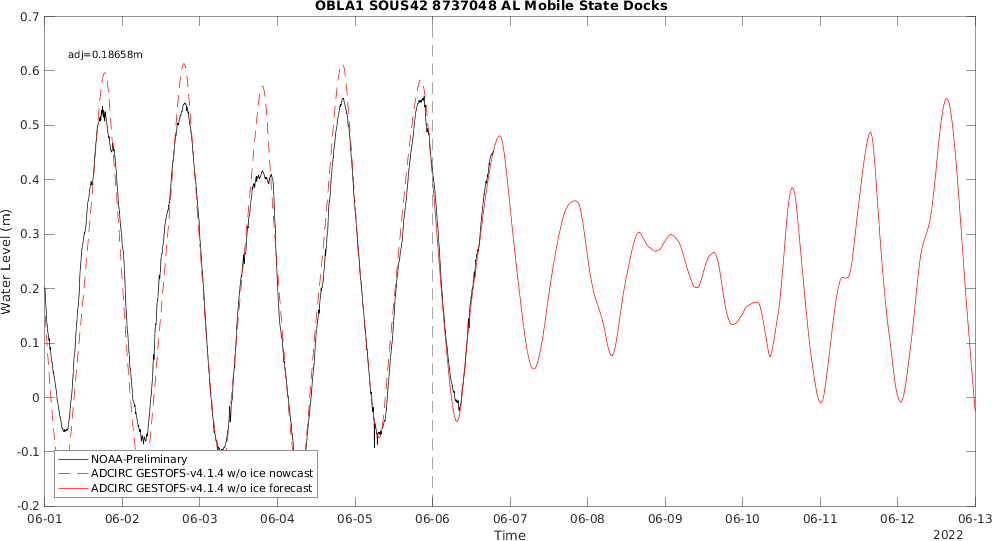 OBLA1 SOUS42 8737048 AL Mobile State Docks
adj=0.18658m
0.7
0.6
0.5
0.4
0.3
0.2
0.1
0
-0.1
-0.2
Water Level (m)
NOAA-Preliminary
ADCIRC GESTOFS-v4.1.4 w/o ice nowcast
ADCIRC GESTOFS-v4.1.4 w/o ice forecast
06-01 06-02 06-03 06-04 06-05 06-06 06-07 06-08 06-09 06-10 06-11 06-12 06-13
Time
2022